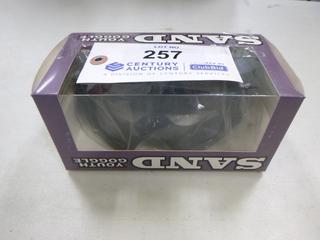 SAND
YOUTH
GOGGLE
LOT NO
257
CENTURY
AUCTIONS
ClubBid
A DIVISION OF CENTURY SERVICES
SAND
YOUTH
GOGGLE